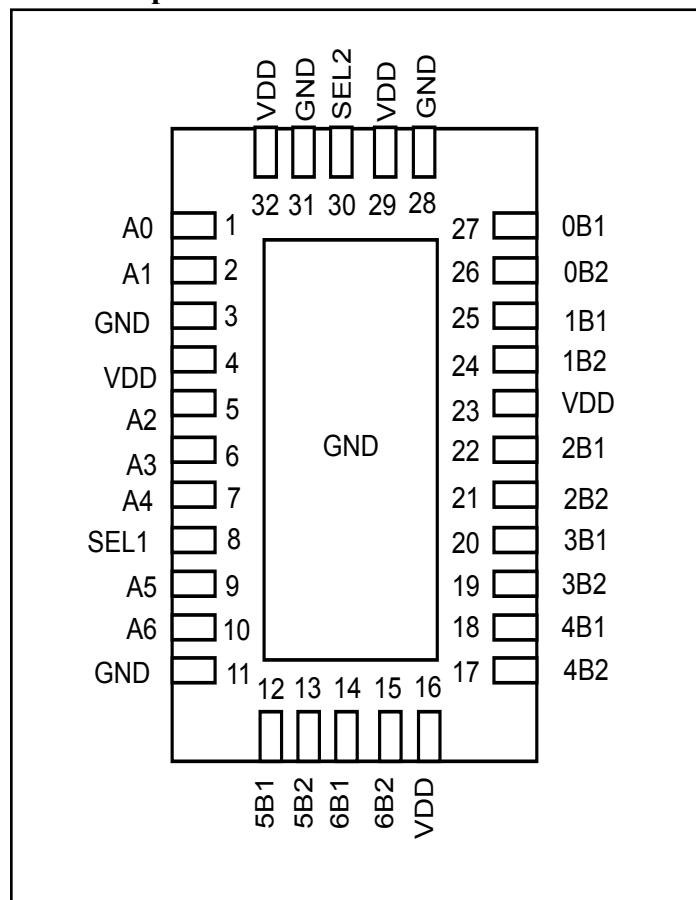 VDD GND SEL2 VDD GND
32 31 30 29 28
A0 1 27 0B1
A1 2 26 0B2
GND 3 25 1B1
VDD 4 24 1B2
A2 5 23 VDD
A3 6 GND 22 2B1
A4 7 21 2B2
SEL1 8 20 3B1
A5 9 19 3B2
A6 10 18 4B1
GND 11 17 4B2
12 13 14 15 16
5B1 5B2 6B1 6B2 VDD